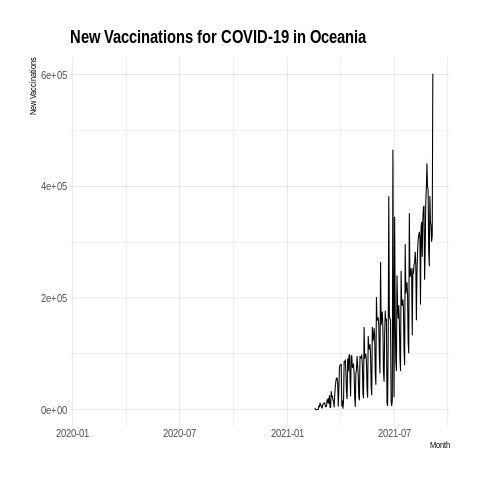 New Vaccinations for COVID-19 in Oceania
New Vaccinations
6e+05
4e+05
2e+05
0e+00
2020-01
2020-07
2021-01
2021-07
Month